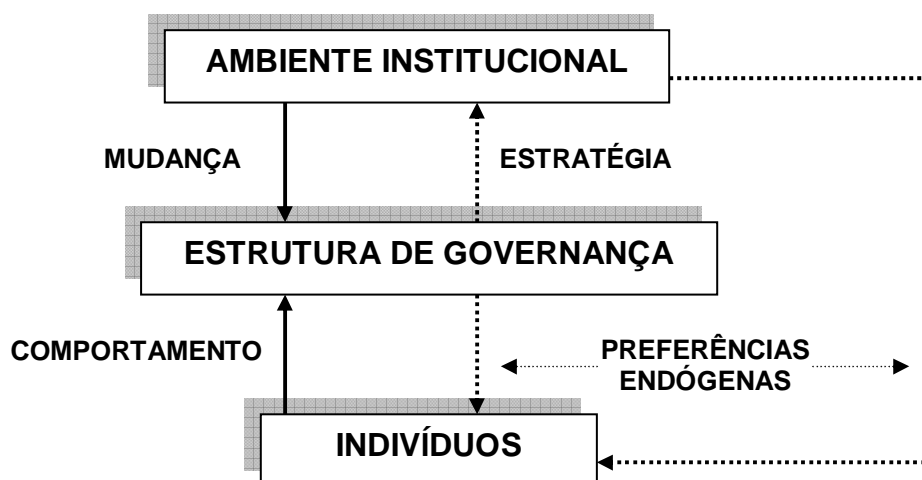 AMBIENTE INSTITUCIONAL
MUDANÇA
ESTRATÉGIA
ESTRUTURA DE GOVERNANÇA
COMPORTAMENTO
PREFERÊNCIAS
ENDÓGENAS
INDIVÍDUOS